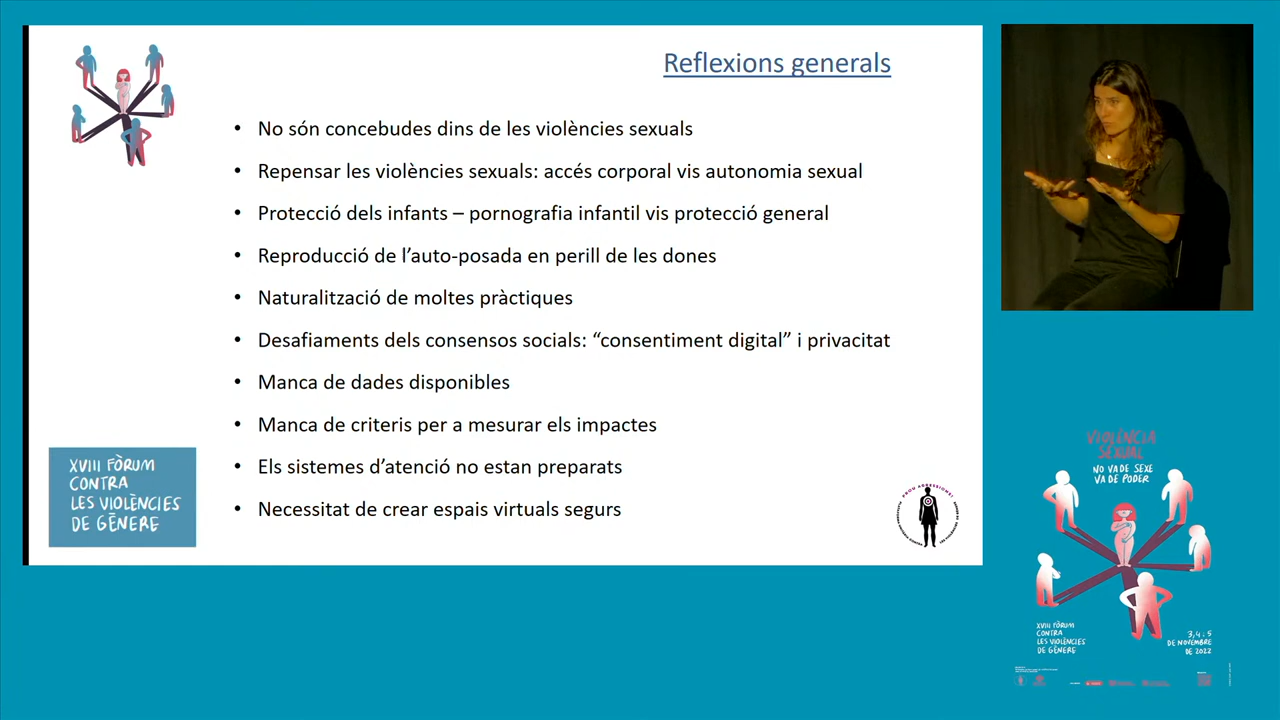 Reflexions generals
• No són concebudes dins de les violències sexuals
• Repensar les violències sexuals: accés corporal vis autonomia sexual
• Protecció dels infants – pornografia infantil vis protecció general
• Reproducció de l’auto-posada en perill de les dones
• Naturalització de moltes pràctiques
• Desafiaments dels consensos socials: “consentiment digital” i privacitat
• Manca de dades disponibles
• Manca de criteris per a mesurar els impactes
• Els sistemes d’atenció no estan preparats
• Necessitat de crear espais virtuals segurs
XVIII FÒRUM
CONTRA
LES VIOLÈNCIES
DE GÈNERE
PROU AGRESSIONS!
VIOLÈNCIA
SEXUAL
NO VA DE SEXE
VA DE PODER
XVIII FÒRUM
CONTRA
LES VIOLÈNCIES
DE GÈNERE
3, 4 i 5
DE NOVEMBRE
DE 2022